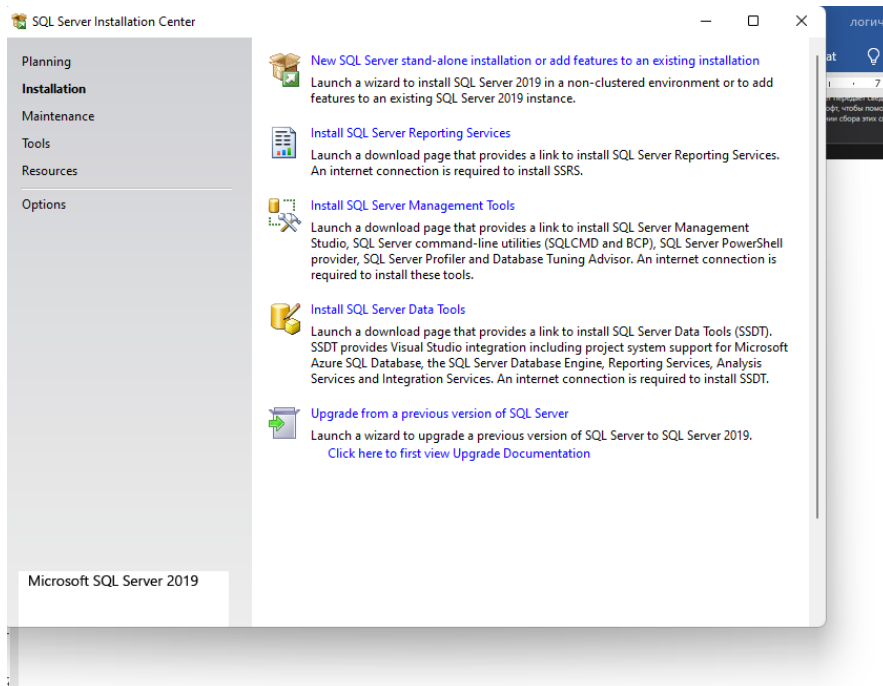 SQL Server Installation Center
логич
at
7
Planning
Installation
Maintenance
Tools
Resources
Options
New SQL Server stand-alone installation or add features to an existing installation
Launch a wizard to install SQL Server 2019 in a non-clustered environment or to add
features to an existing SQL Server 2019 instance.
Install SQL Server Reporting Services
Launch a download page that provides a link to install SQL Server Reporting Services.
An internet connection is required to install SSRS.
Install SQL Server Management Tools
Launch a download page that provides a link to install SQL Server Management
Studio, SQL Server command-line utilities (SQLCMD and BCP), SQL Server PowerShell
provider, SQL Server Profiler and Database Tuning Advisor. An internet connection is
required to install these tools.
Install SQL Server Data Tools
Launch a download page that provides a link to install SQL Server Data Tools (SSDT).
SSDT provides Visual Studio integration including project system support for Microsoft
Azure SQL Database, the SQL Server Database Engine, Reporting Services, Analysis
Services and Integration Services. An internet connection is required to install SSDT.
Upgrade from a previous version of SQL Server
Launch a wizard to upgrade a previous version of SQL Server to SQL Server 2019.
Click here to first view Upgrade Documentation
Microsoft SQL Server 2019